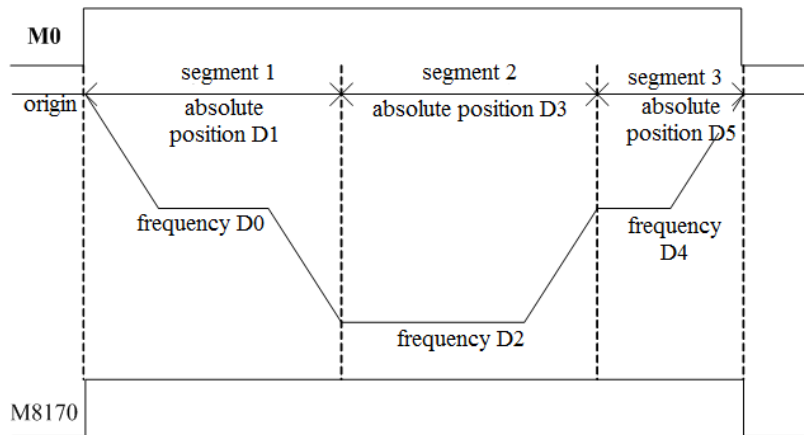 M0
segment 1
segment 2
segment 3
origin
absolute
position D1
absolute position D3
absolute
position D5
frequency D0
frequency
D4
frequency D2
M8170